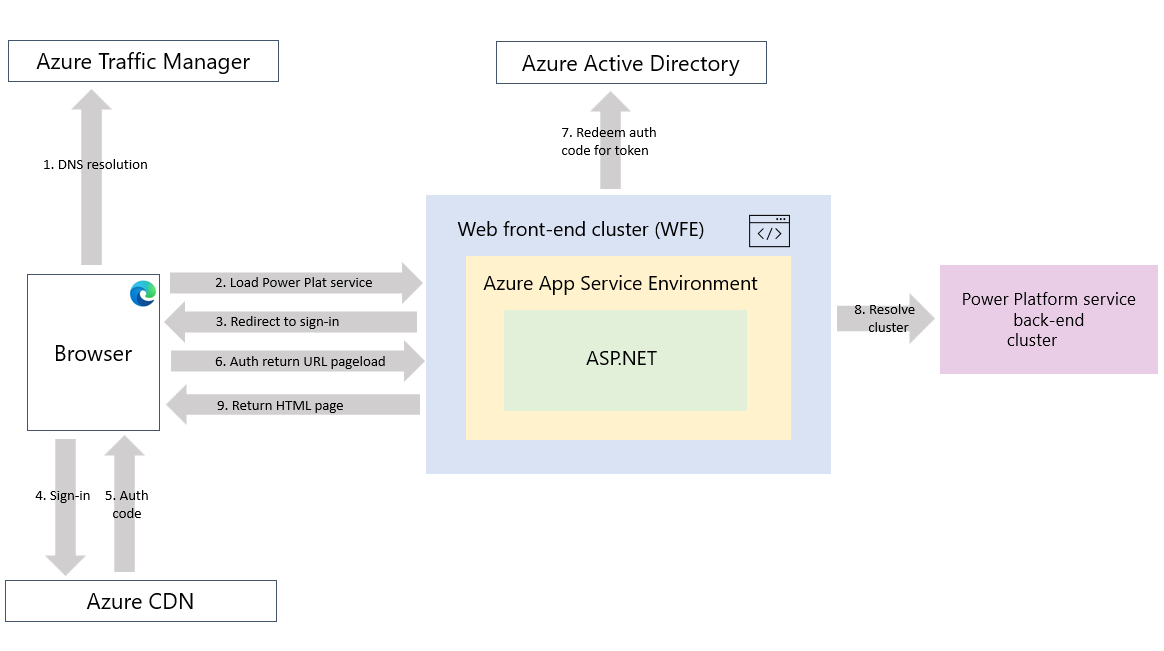 Azure Traffic Manager
Azure Active Directory
7. Redeem auth
code for token
1. DNS resolution
Web front-end cluster (WFE)
</>
Azure App Service Environment
ASP.NET
2. Load Power Plat service
3. Redirect to sign-in
6. Auth return URL pageload
9. Return HTML page
Browser
8. Resolve
cluster
Power Platform service
back-end
cluster
4. Sign-in
5. Auth
code
Azure CDN